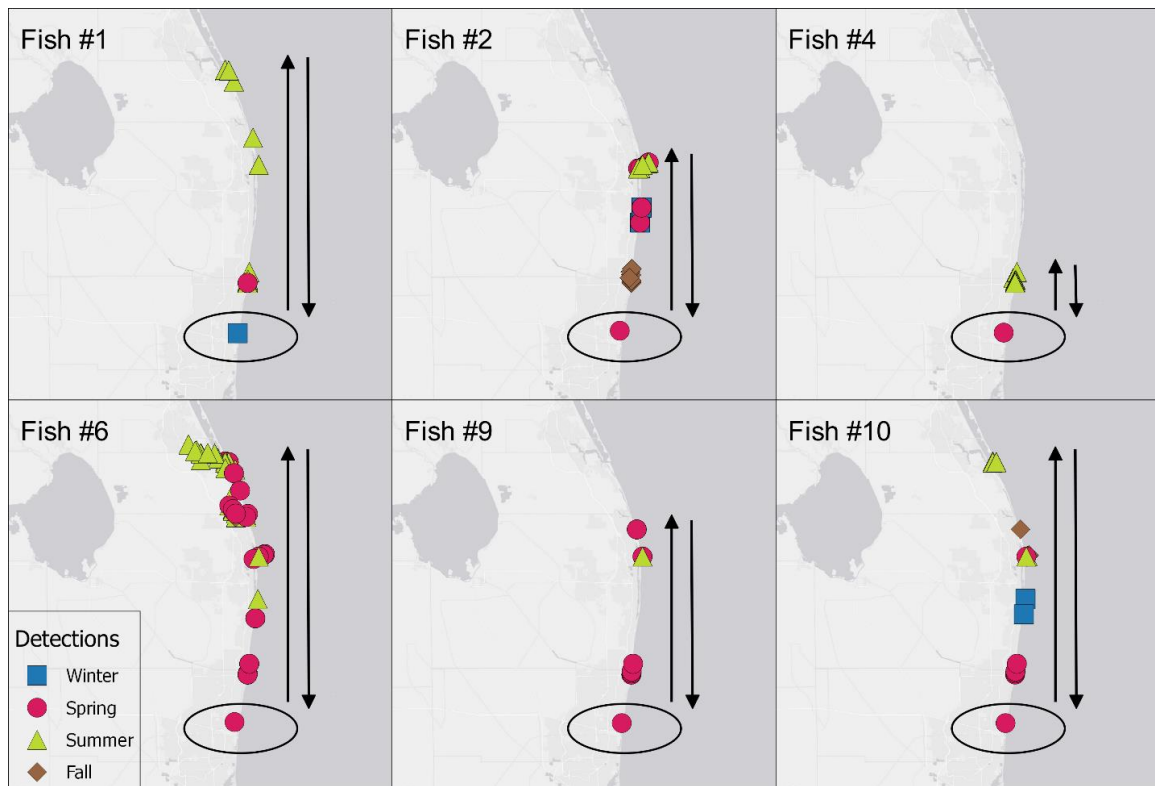 Fish #1
Fish #2
Fish #4
Fish #6
Fish #9
Fish #10
Detections
Winter
Spring
Summer
Fall